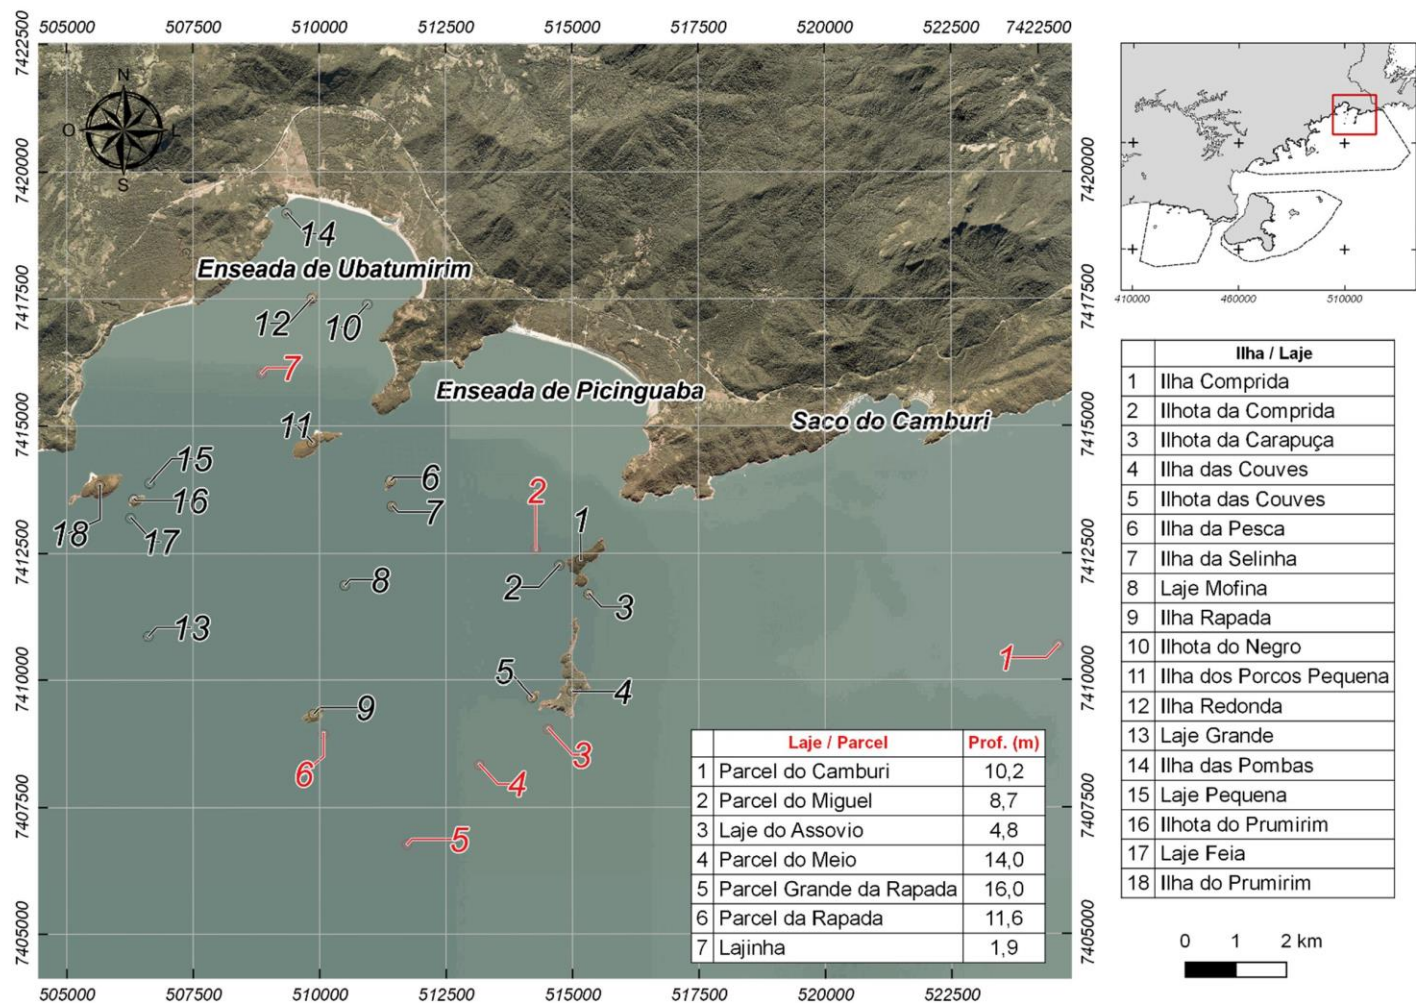 505000 507500 510000 512500 515000 517500 520000 522500
7422500
7420000
7417500
7415000
7412500
7410000
7407500
7405000
N
O L
S
14
Enseada de Ubatumirim
12 10
7
Enseada de Picinguaba
Saco do Camburi
11
15
6
2
16
7
1
18
17
2
8
3
13
1
5
4
9
3
6
4
5
Laje / Parcel Prof. (m)
1 Parcel do Camburi 10,2
2 Parcel do Miguel 8,7
3 Laje do Assovio 4,8
4 Parcel do Meio 14,0
5 Parcel Grande da Rapada 16,0
6 Parcel da Rapada 11,6
7 Lajinha 1,9
505000 507500 510000 512500 515000 517500 520000 522500
7422500
7420000
7417500
7415000
7412500
7410000
7407500
7405000
410000 460000 510000
Ilha / Laje
1 Ilha Comprida
2 Ilhota da Comprida
3 Ilhota da Carapuça
4 Ilha das Couves
5 Ilhota das Couves
6 Ilha da Pesca
7 Ilha da Selinha
8 Laje Mofina
9 Ilha Rapada
10 Ilhota do Negro
11 Ilha dos Porcos Pequena
12 Ilha Redonda
13 Laje Grande
14 Ilha das Pombas
15 Laje Pequena
16 Ilhota do Prumirim
17 Laje Feia
18 Ilha do Prumirim
0 1 2 km